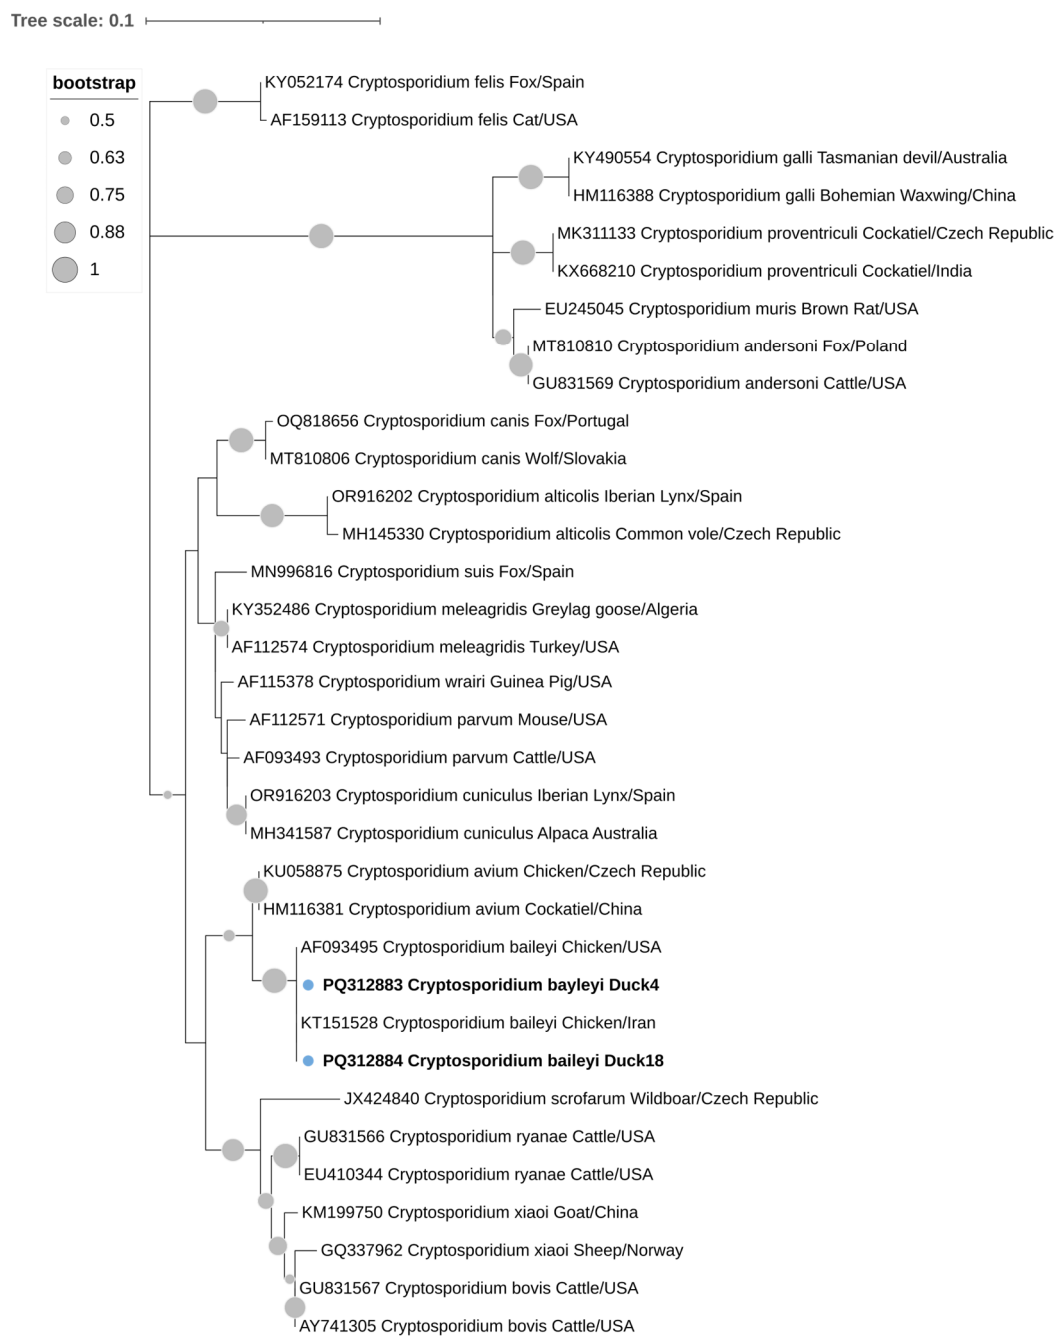 Tree scale: 0.1
bootstrap
0.5
0.63
0.75
0.88
1
KY052174 Cryptosporidium felis Fox/Spain
AF159113 Cryptosporidium felis Cat/USA
KY490554 Cryptosporidium galli Tasmanian devil/Australia
HM116388 Cryptosporidium galli Bohemian Waxwing/China
MK311133 Cryptosporidium proventriculi Cockatiel/Czech Republic
KX668210 Cryptosporidium proventriculi Cockatiel/India
EU245045 Cryptosporidium muris Brown Rat/USA
MT810810 Cryptosporidium andersoni Fox/Poland
GU831569 Cryptosporidium andersoni Cattle/USA
OQ818656 Cryptosporidium canis Fox/Portugal
MT810806 Cryptosporidium canis Wolf/Slovakia
OR916202 Cryptosporidium alticolis Iberian Lynx/Spain
MH145330 Cryptosporidium alticolis Common vole/Czech Republic
MN996816 Cryptosporidium suis Fox/Spain
KY352486 Cryptosporidium meleagridis Greylag goose/Algeria
AF112574 Cryptosporidium meleagridis Turkey/USA
AF115378 Cryptosporidium wrairi Guinea Pig/USA
AF112571 Cryptosporidium parvum Mouse/USA
AF093493 Cryptosporidium parvum Cattle/USA
OR916203 Cryptosporidium cuniculus Iberian Lynx/Spain
MH341587 Cryptosporidium cuniculus Alpaca Australia
KU058875 Cryptosporidium avium Chicken/Czech Republic
HM116381 Cryptosporidium avium Cockatiel/China
AF093495 Cryptosporidium baileyi Chicken/USA
PQ312883 Cryptosporidium bayleyi Duck4
KT151528 Cryptosporidium baileyi Chicken/Iran
PQ312884 Cryptosporidium baileyi Duck18
JX424840 Cryptosporidium scrofarum Wildboar/Czech Republic
GU831566 Cryptosporidium ryanae Cattle/USA
EU410344 Cryptosporidium ryanae Cattle/USA
KM199750 Cryptosporidium xiaoi Goat/China
GQ337962 Cryptosporidium xiaoi Sheep/Norway
GU831567 Cryptosporidium bovis Cattle/USA
AY741305 Cryptosporidium bovis Cattle/USA